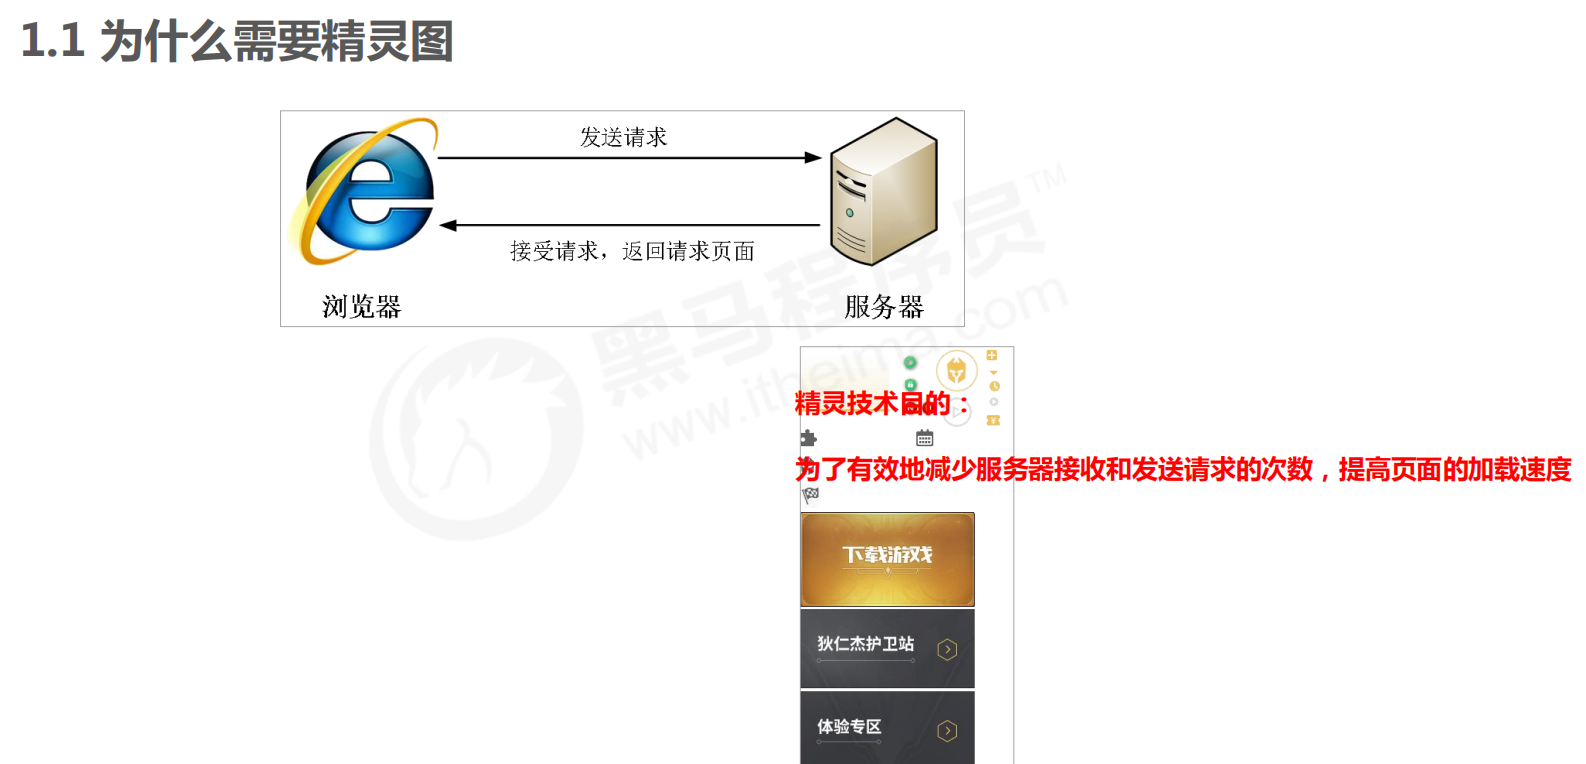 1.1 为什么需要精灵图
发送请求
接受请求，返回请求页面
浏览器
服务器
黑马程序员TM
www.itheima.com
精灵技术目的：
为了有效地减少服务器接收和发送请求的次数，提高页面的加载速度
下载游戏
狄仁杰护卫站
体验专区